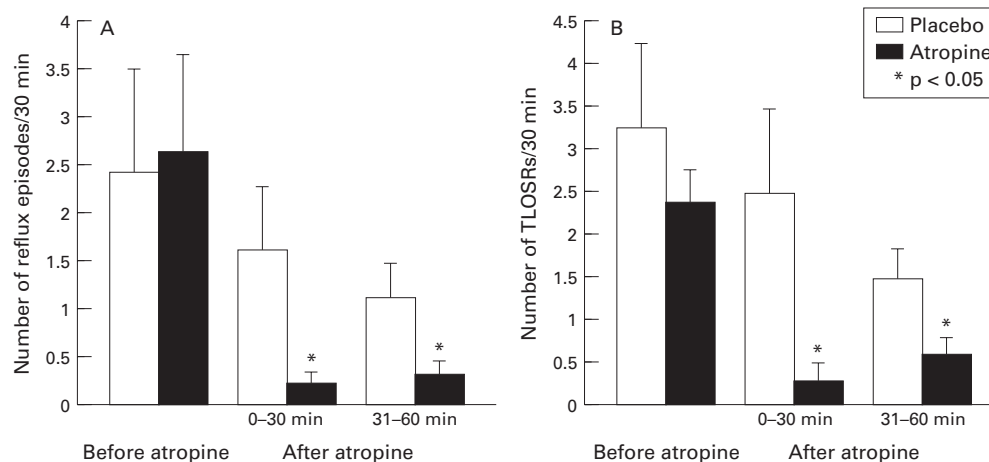 A
Number of reflux episodes/30 min
4
3.5
3
2.5
2
1.5
1
0.5
0
*
*
0–30 min
31–60 min
Before atropine
After atropine
B
Number of TLOSRs/30 min
4.5
4
3.5
3
2.5
2
1.5
1
0.5
0
*
*
0–30 min
31–60 min
Before atropine
After atropine
Placebo
Atropine
* p < 0.05